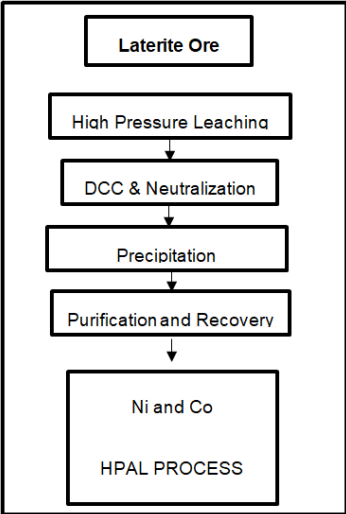 Laterite Ore
High Pressure Leaching
DCC & Neutralization
Precipitation
Purification and Recovery
Ni and Co
HPAL PROCESS